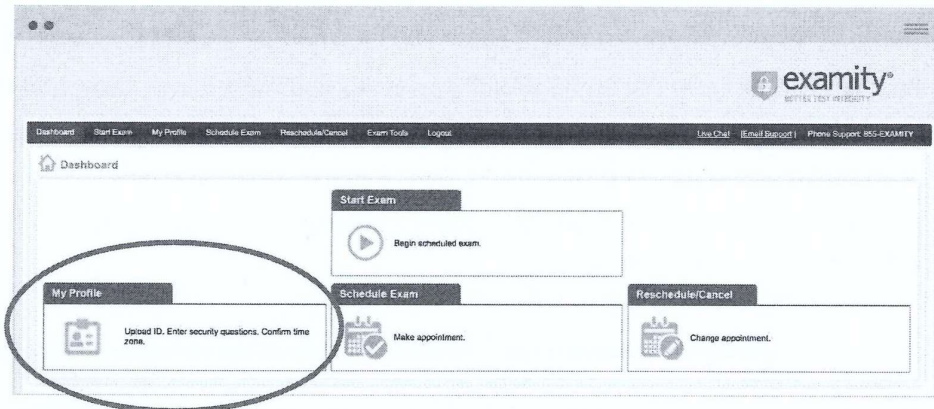 examity®
BETTER TEST INTEGRITY
Dashboard Start Exam My Profile Schedule Exam Reschedule/Cancel Exam Tools Logout Live Chat (Email Support) Phone Support: 855-EXAMITY
Dashboard
Start Exam
Begin scheduled exam.
My Profile
Upload ID. Enter security questions. Confirm time
zone.
Schedule Exam
Make appointment.
Reschedule/Cancel
Change appointment.